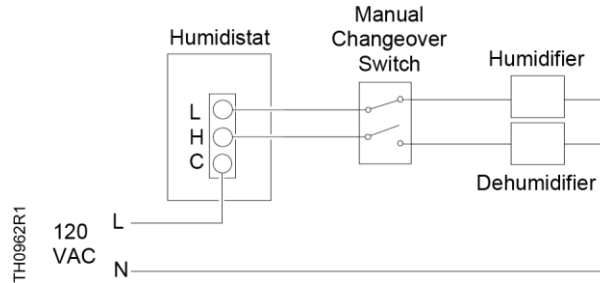 Manual
Changeover
Switch
Humidistat
Humidifier
L
H
C
Dehumidifier
L
120
VAC
N
TH0962R1